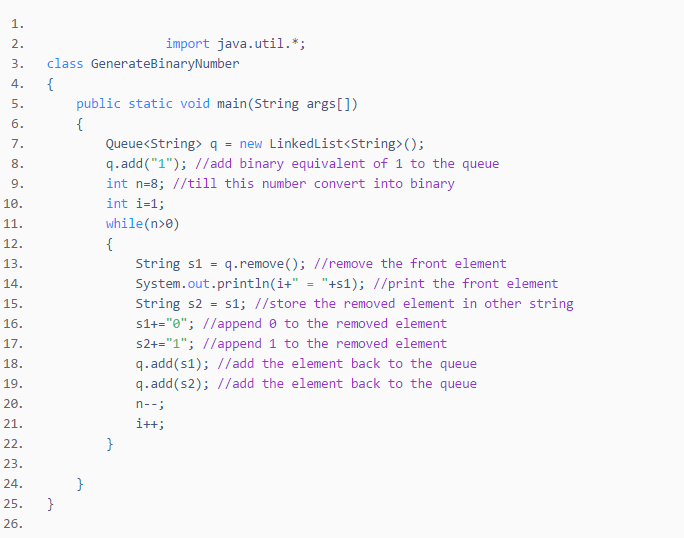 1.
2. import java.util.*;
3. class GenerateBinaryNumber
4. {
5. public static void main(String args[])
6. {
7. Queue<String> q = new LinkedList<String>();
8. q.add("1"); //add binary equivalent of 1 to the queue
9. int n=8; //till this number convert into binary
10. int i=1;
11. while(n>0)
12. {
13. String s1 = q.remove(); //remove the front element
14. System.out.println(i+" = "+s1); //print the front element
15. String s2 = s1; //store the removed element in other string
16. s1+="0"; //append 0 to the removed element
17. s2+="1"; //append 1 to the removed element
18. q.add(s1); //add the element back to the queue
19. q.add(s2); //add the element back to the queue
20. n--;
21. i++;
22. }
23.
24. }
25. }
26.